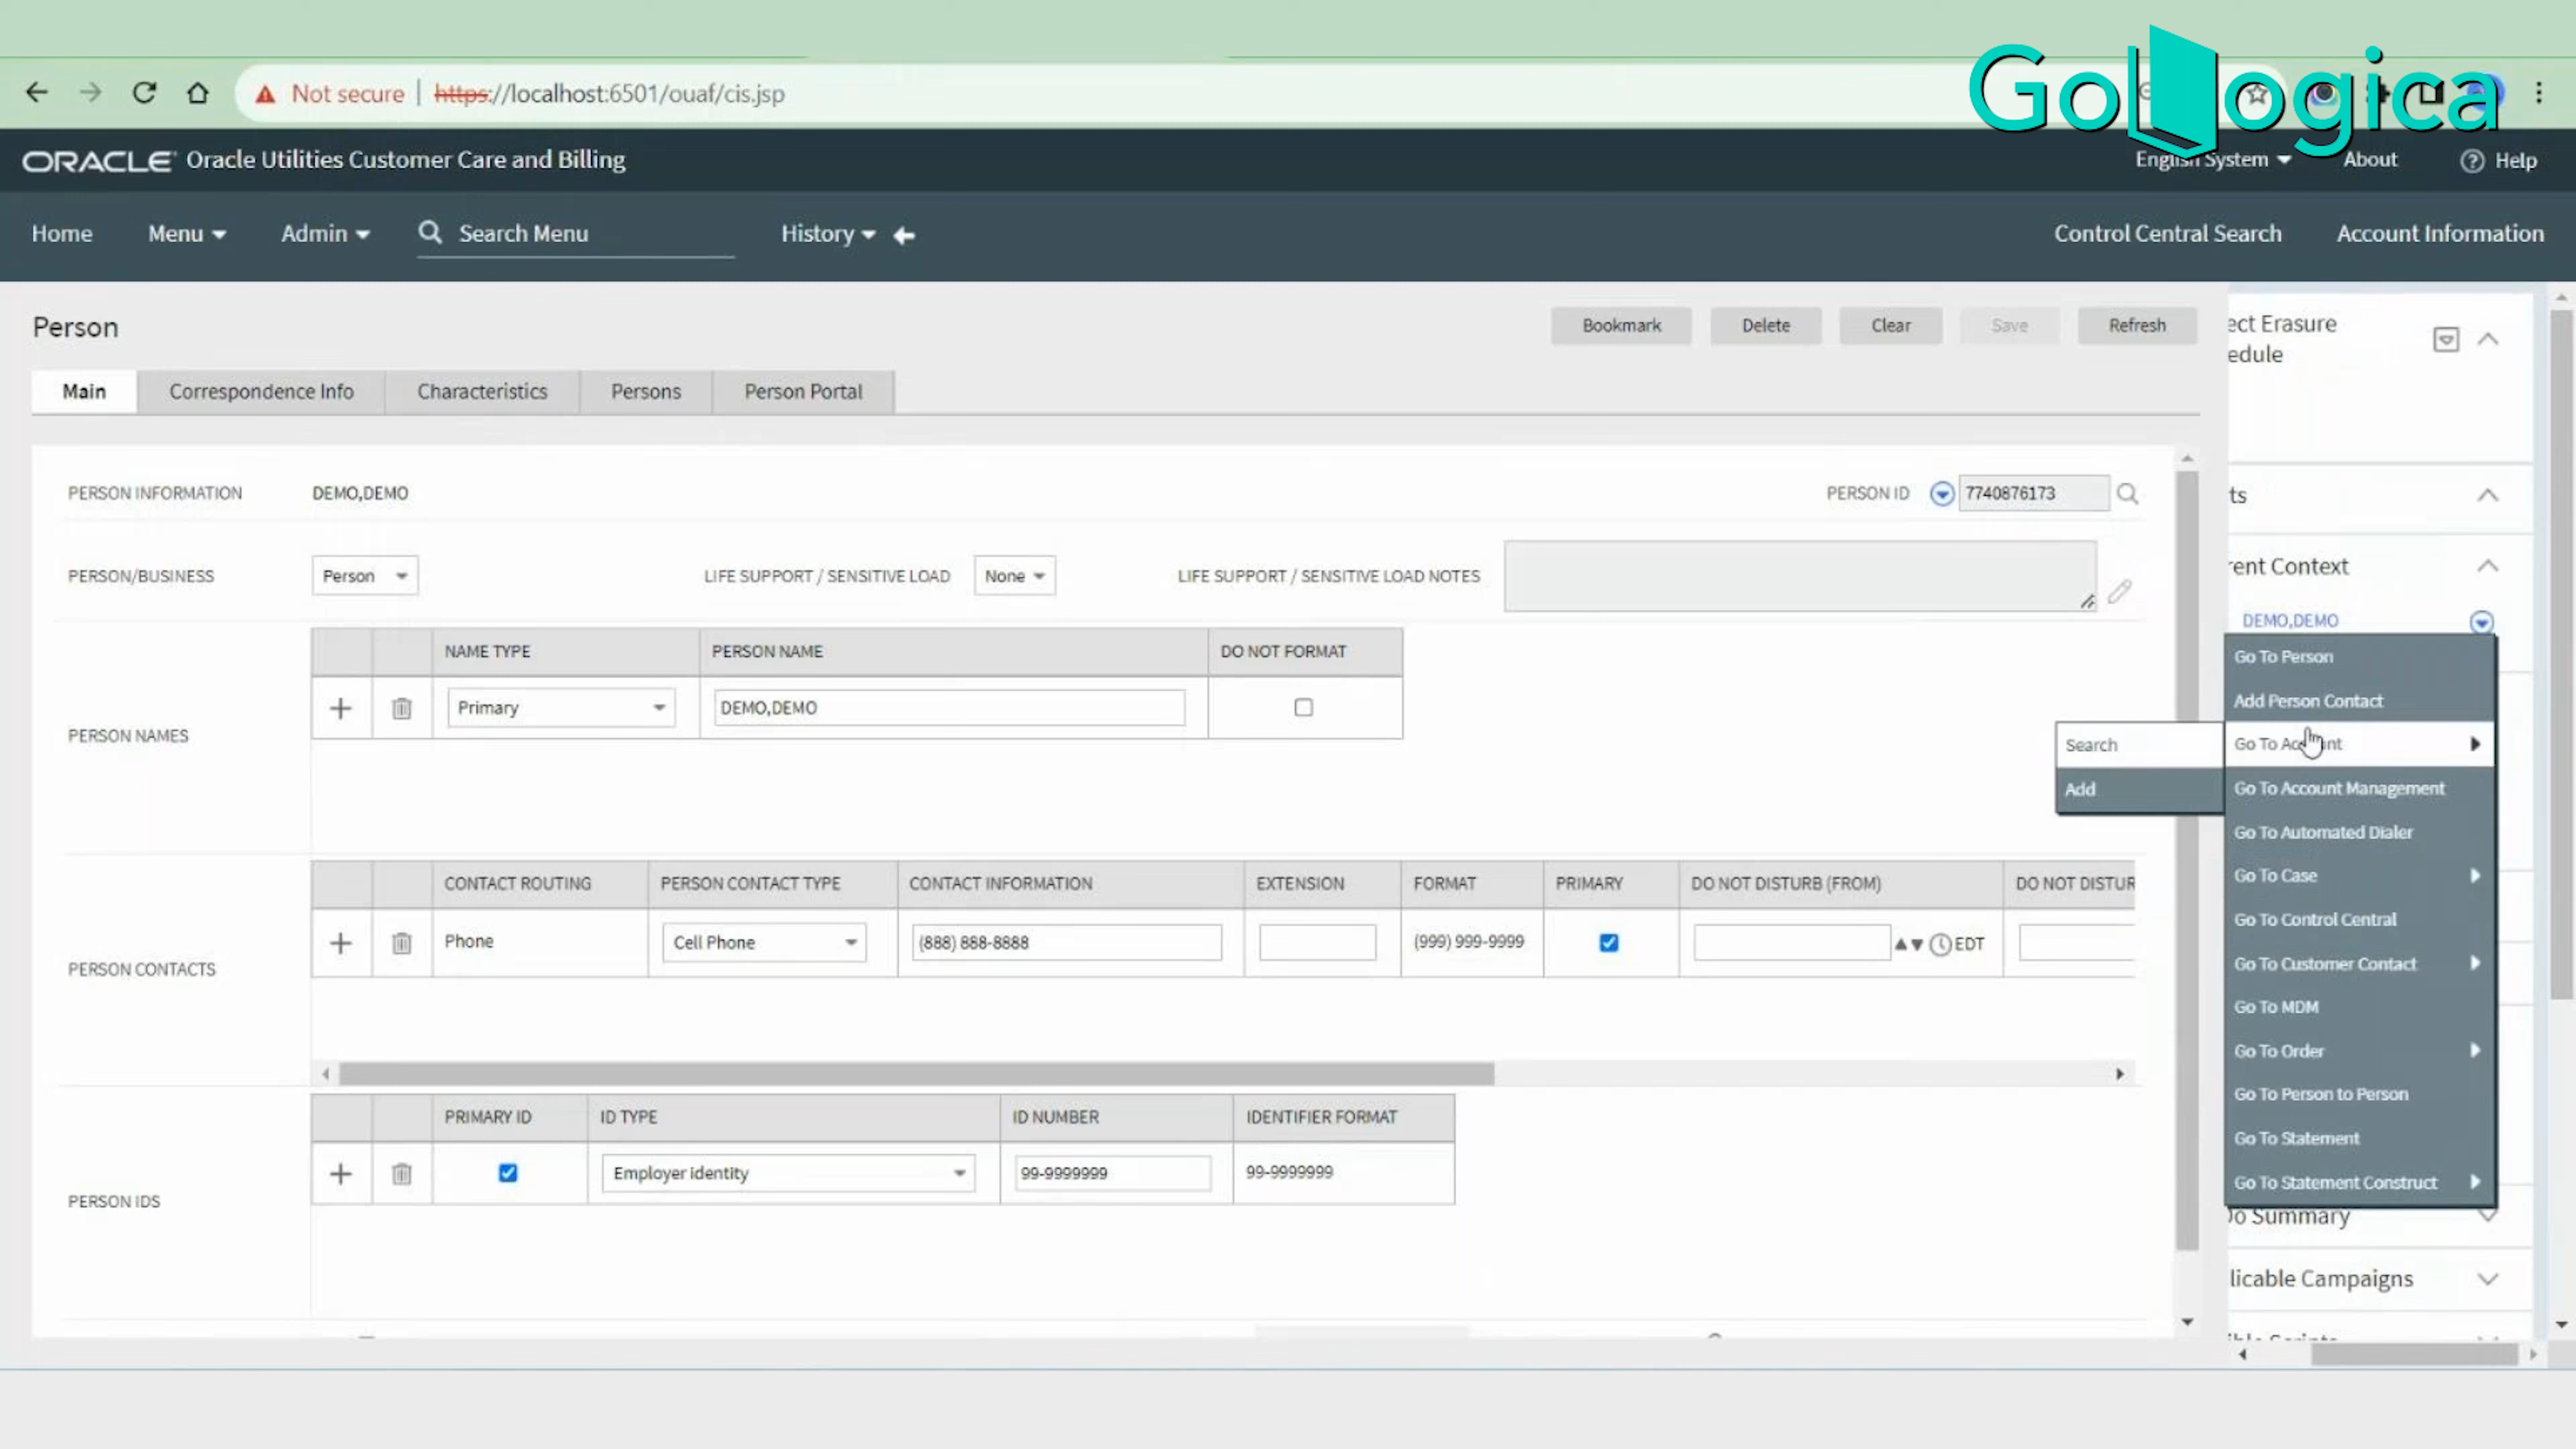 GoLogica
Not secure | https://localhost:6501/ouaf/cis.jsp
ORACLE Oracle Utilities Customer Care and Billing
English System About Help
Home Menu Admin Search Menu History Control Central Search Account Information
Person
Bookmark Delete Clear Save Refresh
ect Erasure
edule
Main Correspondence Info Characteristics Persons Person Portal
PERSON INFORMATION DEMO,DEMO PERSON ID 7740876173
ts
PERSON/BUSINESS Person LIFE SUPPORT / SENSITIVE LOAD None LIFE SUPPORT / SENSITIVE LOAD NOTES
rent Context
DEMO,DEMO
NAME TYPE PERSON NAME DO NOT FORMAT
Primary DEMO,DEMO
PERSON NAMES
Go To Person
Add Person Contact
Search
Add
Go To Account Management
Go To Automated Dialer
Go To Case
Go To Control Central
Go To Customer Contact
Go To MDM
Go To Order
Go To Person to Person
Go To Statement
Go To Statement Construct
CONTACT ROUTING PERSON CONTACT TYPE CONTACT INFORMATION EXTENSION FORMAT PRIMARY DO NOT DISTURB (FROM) DO NOT DISTUR
Phone Cell Phone (888) 888-8888 (999) 999-9999 EDT
PERSON CONTACTS
PRIMARY ID ID TYPE ID NUMBER IDENTIFIER FORMAT
Employer identity 99-9999999 99-9999999
PERSON IDS
Do Summary
licable Campaigns